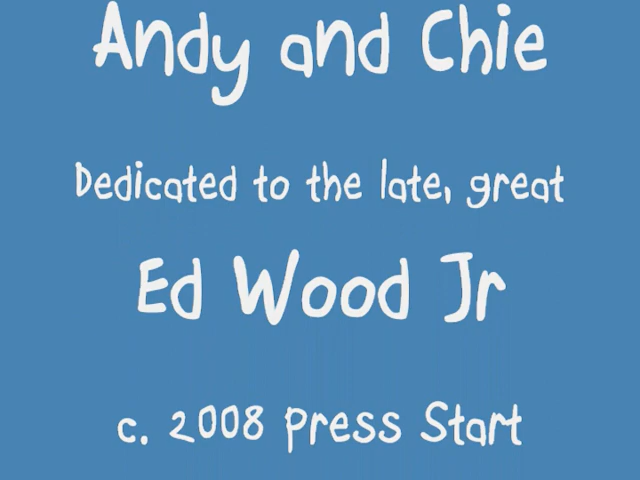 Andy and Chie
Dedicated to the late, great
Ed Wood Jr
c. 2008 Press Start